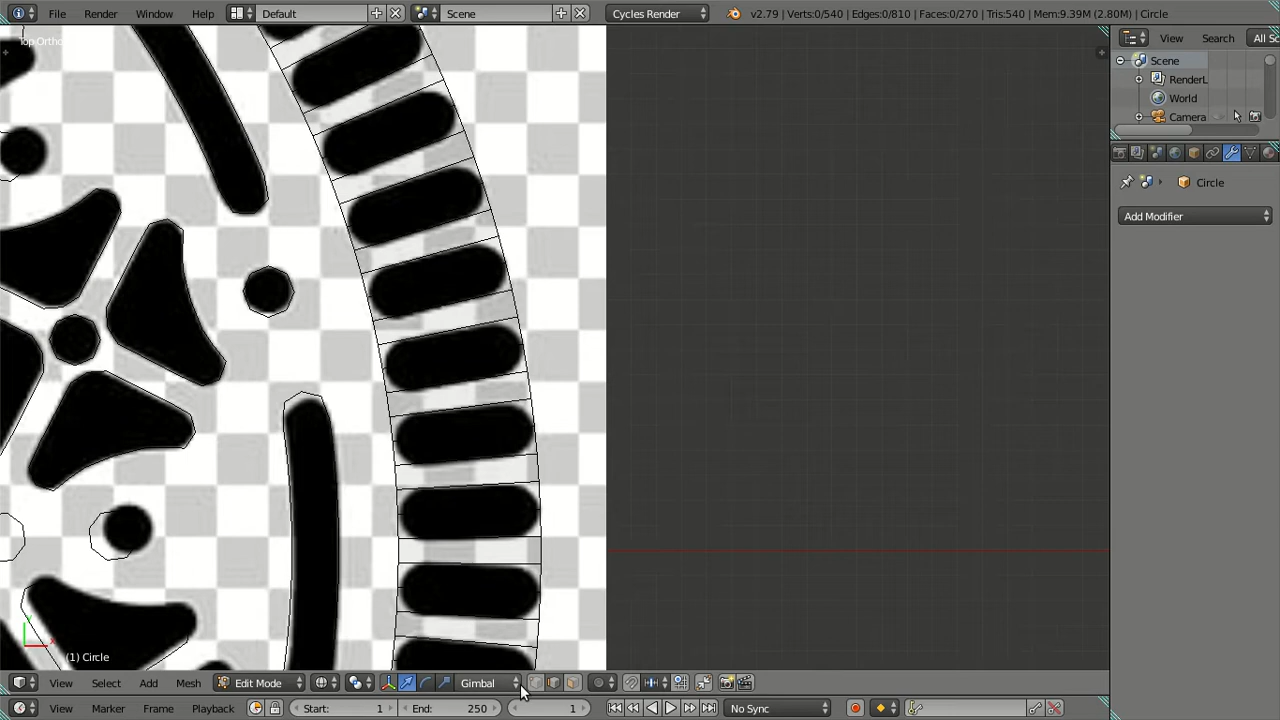 File Render Window Help Default Scene Cycles Render v2.79 | Verts:0/540 | Edges:0/810 | Faces:0/270 | Tris:540 | Mem:9.39M (2.80M) | Circle
Top Ortho
View Search All Sc
Scene
RenderL
World
Camera
Circle
Add Modifier
(1) Circle
View Select Add Mesh Edit Mode Gimbal
View Marker Frame Playback Start: 1 End: 250 1 No Sync